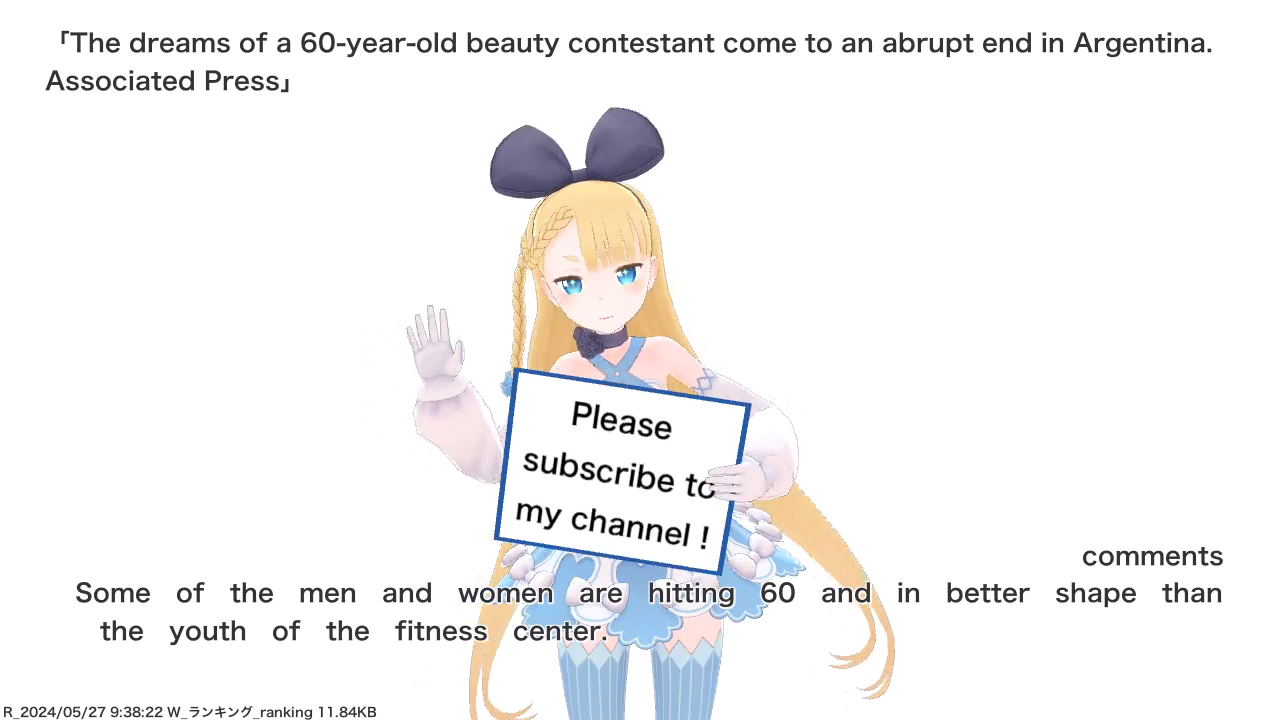 「The dreams of a 60-year-old beauty contestant come to an abrupt end in Argentina.
Associated Press」
Please
subscribe to
my channel !
comments
Some of the men and women are hitting 60 and in better shape than
the youth of the fitness center.
R_2024/05/27 9:38:22 W_ランキング_ranking 11.84KB